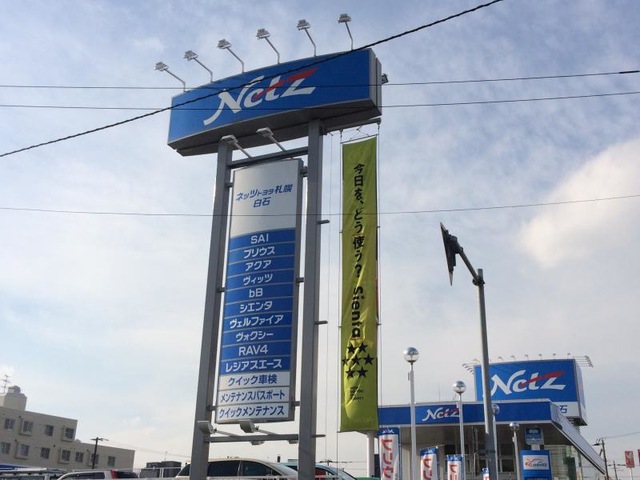 Netz
ネッツトヨタ札幌
白石
SAI
プリウス
アクア
ヴィッツ
bB
シエンタ
ヴェルファイア
ヴォクシー
RAV4
レジアスエース
クイック車検
メンテナンスパスポート
クイックメンテナンス
今日を、どう使う？
Sienta
Netz
石
Netz